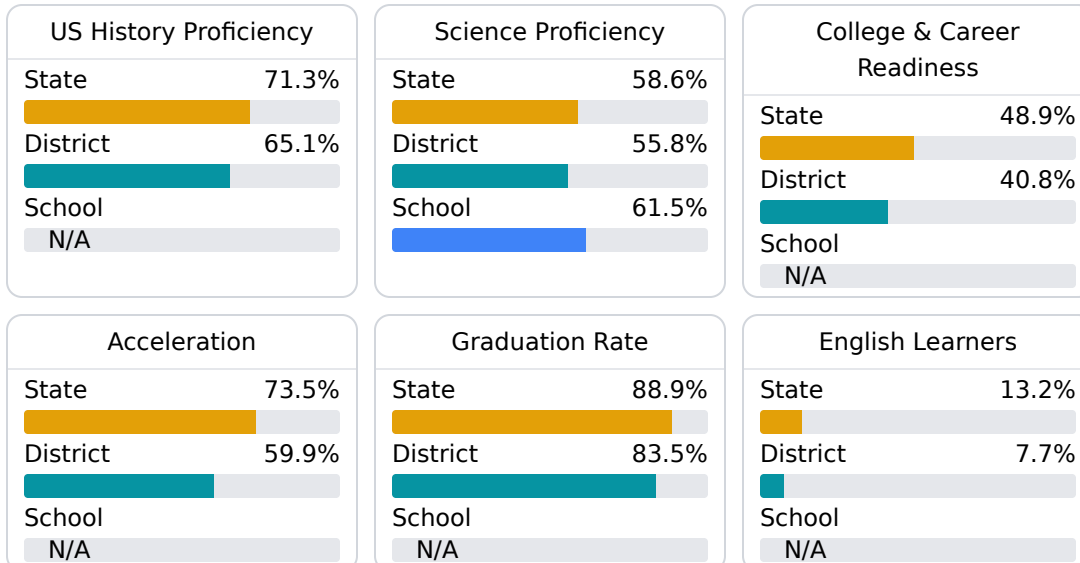 US History Proficiency
State 71.3%
District 65.1%
School
N/A
Science Proficiency
State 58.6%
District 55.8%
School 61.5%
College & Career
Readiness
State 48.9%
District 40.8%
School
N/A
Acceleration
State 73.5%
District 59.9%
School
N/A
Graduation Rate
State 88.9%
District 83.5%
School
N/A
English Learners
State 13.2%
District 7.7%
School
N/A